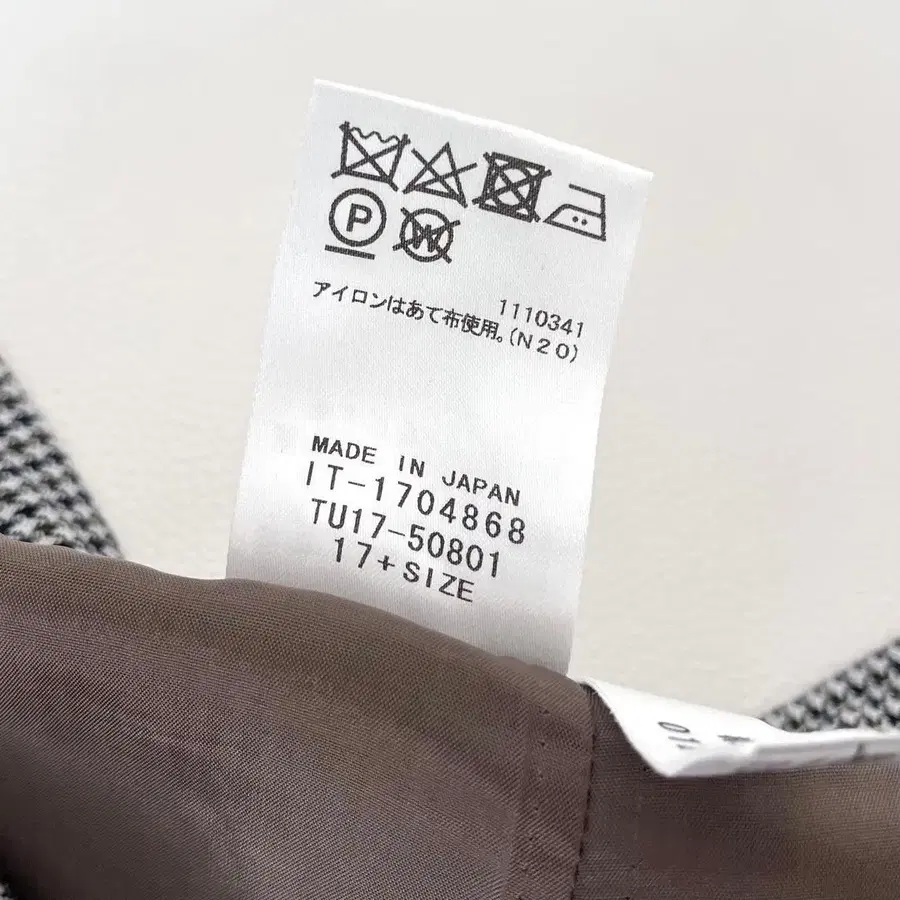 P W
1110341
アイロンはあて布使用。(N20)
MADE IN JAPAN
IT-1704868
TU17-50801
17+SIZE